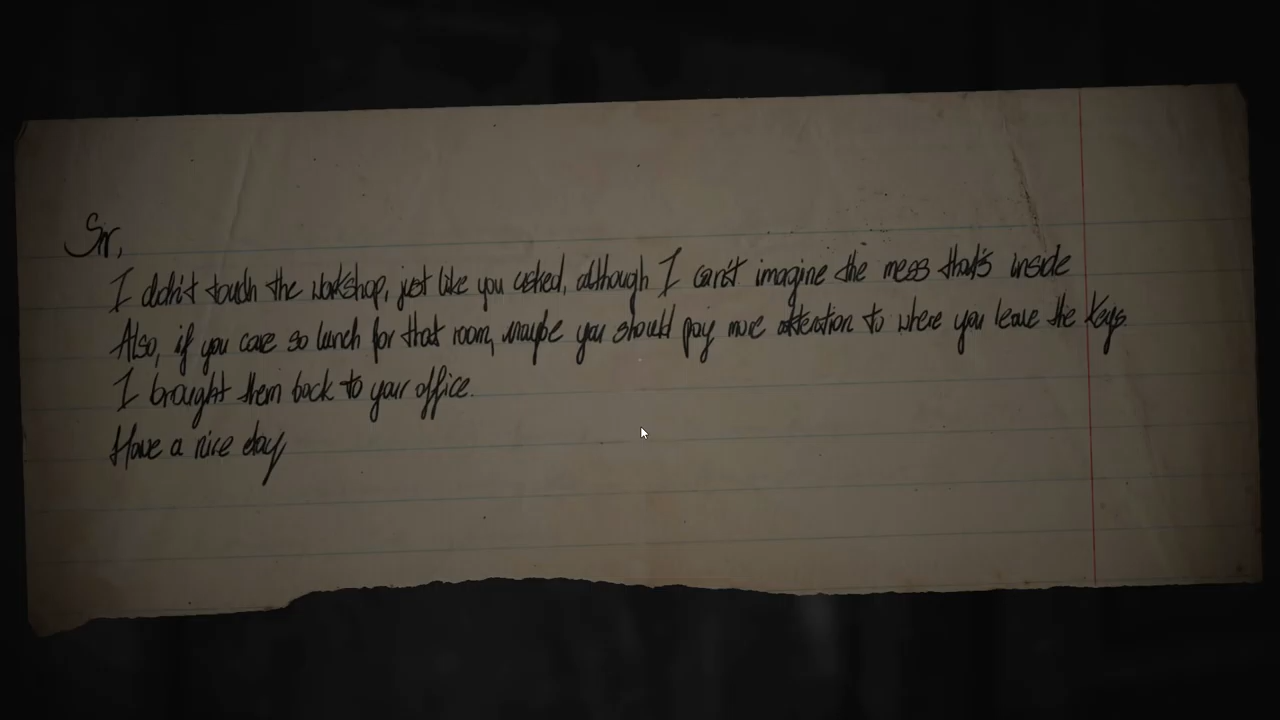 Sir,
I didn't touch the workshop, just like you asked, although I can't imagine the mess that's inside
Also, if you care so lunch for that room, maybe you should pay more attention to where you leave the keys.
I brought them back to your office.
Have a nice day